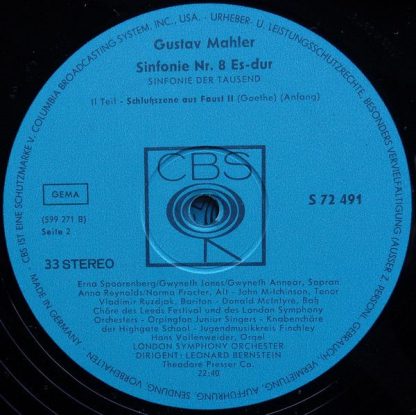 CBS IST EINE SCHUTZMARKE V. COLUMBIA BROADCASTING SYSTEM, INC., USA. - URHEBER- U. LEISTUNGSSCHUTZRECHTE, BESONDERS VERVIELFÄLTIGUNG (AUSSER Z. PERSÖNL. GEBRAUCH), VERMIETUNG, AUFFÜHRUNG, SENDUNG, VORBEHALTEN
MADE IN GERMANY
Gustav Mahler
Sinfonie Nr. 8 Es-dur
SINFONIE DER TAUSEND
II Teil - Schlußszene aus Faust II (Goethe) (Anfang)
CBS
GEMA
S 72 491
(S99 271 B)
Seite 2
33 STEREO
Erna Spoorenberg/Gwyneth Jones/Gwyneth Annear, Sopran
Anna Reynolds/Norma Procter, Alt - John Mitchinson, Tenor
Vladimir Ruzdjak, Bariton - Donald McIntyre, Baß
Chöre des Leeds Festival und des London Symphony
Orchesters - Orpington Junior Singers - Knabenchöre
der Highgate School - Jugendmusikkreis Finchley
Hans Vollenweider, Orgel
LONDON SYMPHONY ORCHESTER
DIRIGENT: LEONARD BERNSTEIN
Theodore Presser Co.
22:40